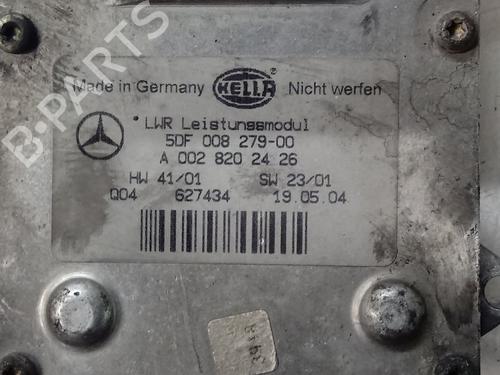 B-PARTS
Made in Germany HELLA ® Nicht werfen
LWR Leistungsmodul
5DF 008 279-00
A 002 820 24 26
HW 41/01 SW 23/01
Q04 627434 19.05.04